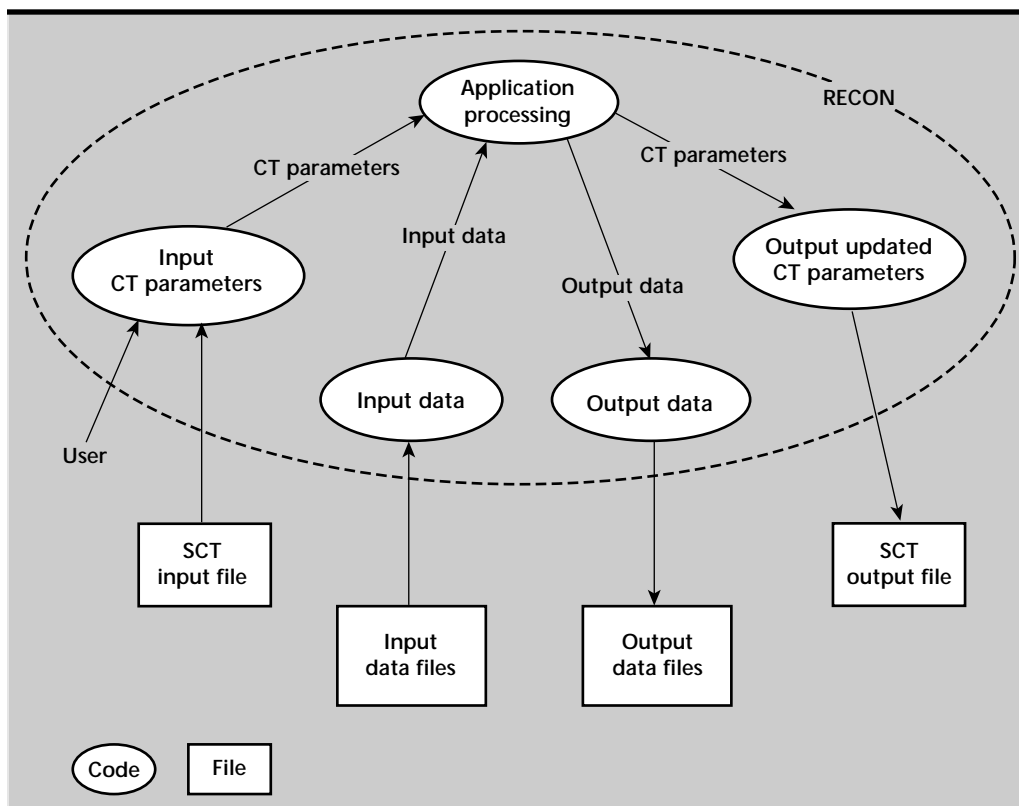 Application
processing
RECON
CT parameters
CT parameters
Input data
Input
CT parameters
Output updated
CT parameters
Output data
Input data
Output data
User
SCT
input file
SCT
output file
Input
data files
Output
data files
Code
File